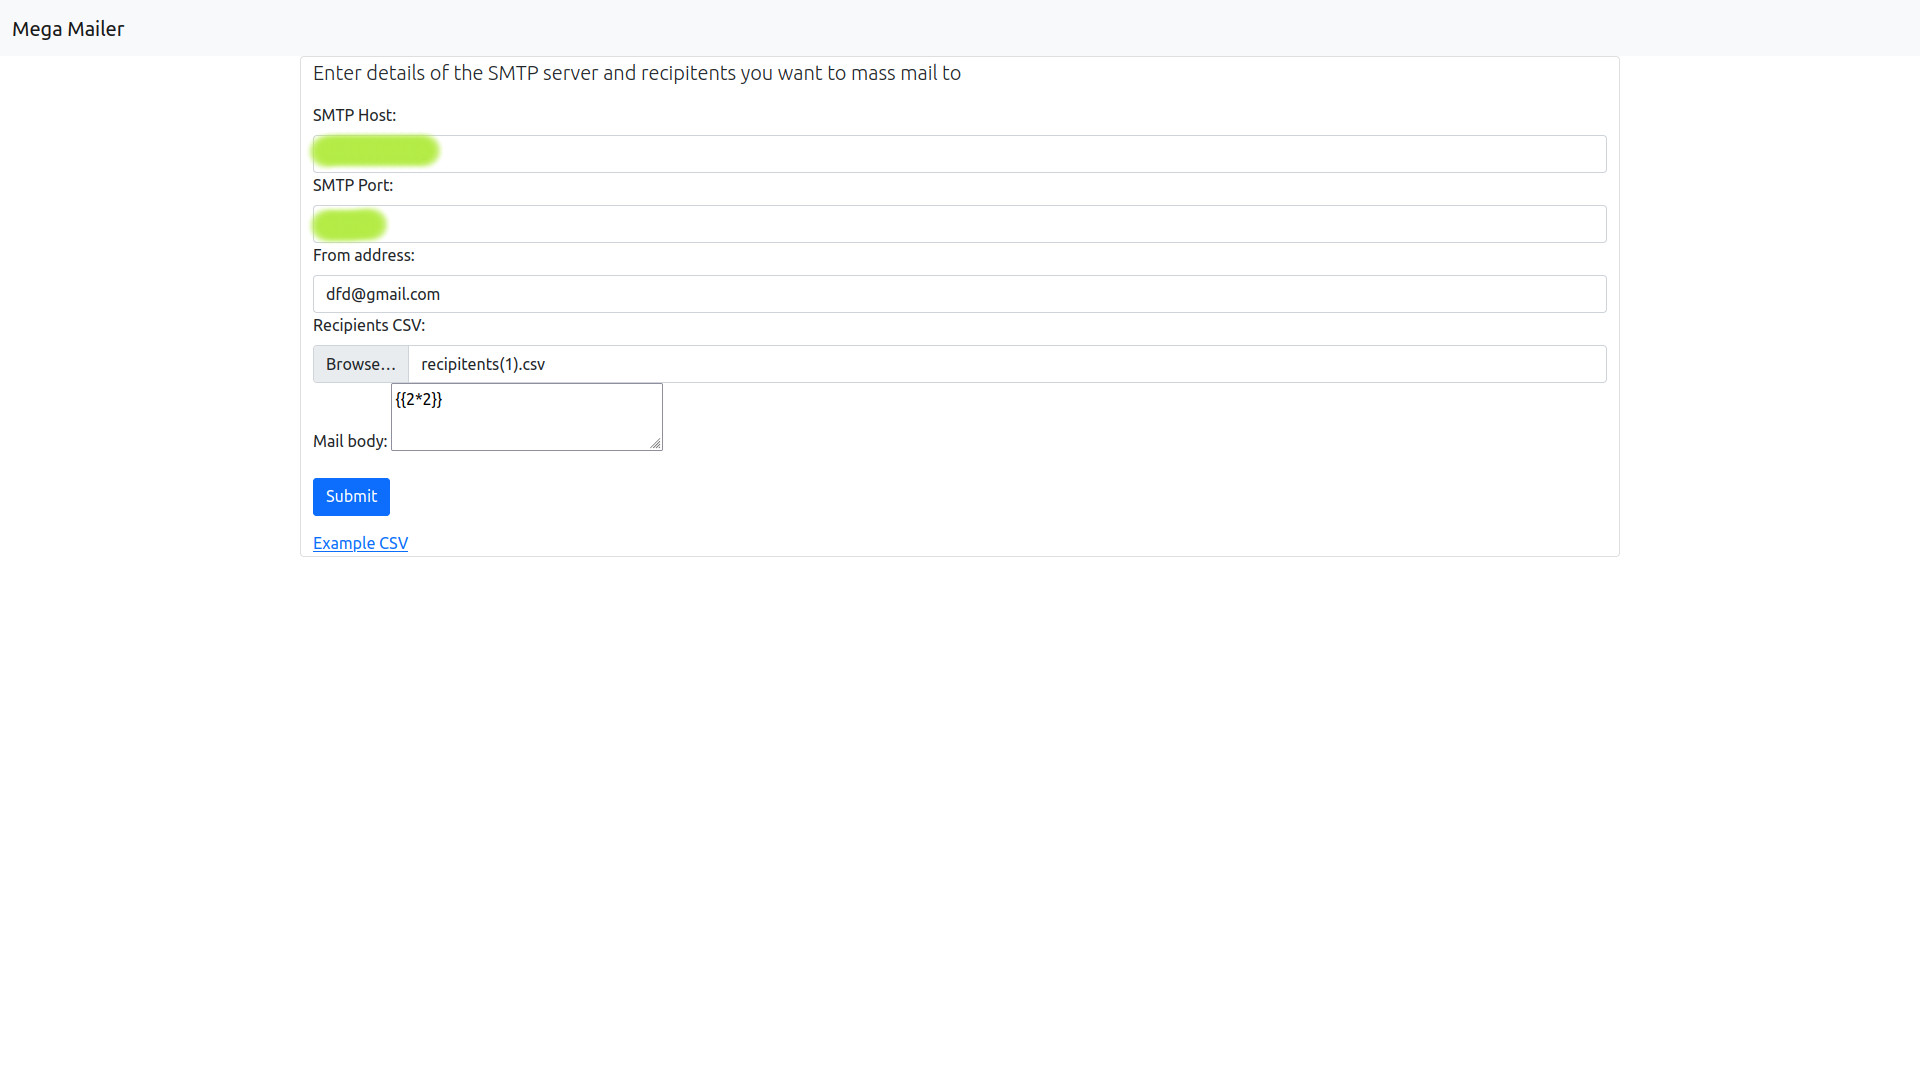 Mega Mailer
Enter details of the SMTP server and recipitents you want to mass mail to
SMTP Host:
SMTP Port:
From address:
dfd@gmail.com
Recipients CSV:
Browse... recipitents(1).csv
{{2*2}}
Mail body:
Submit
Example CSV